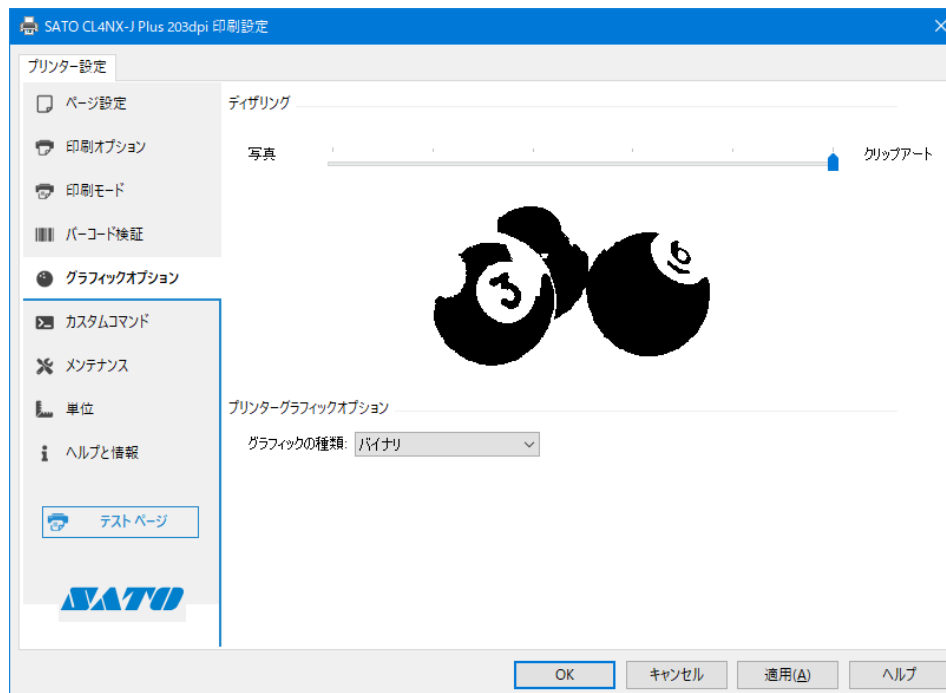 SATO CL4NX-J Plus 203dpi 印刷設定
プリンター設定
ページ設定
印刷オプション
印刷モード
バーコード検証
グラフィックオプション
カスタムコマンド
メンテナンス
単位
ヘルプと情報
テスト ページ
SATO
ディザリング
写真
クリップアート
3
16
プリンターグラフィックオプション
グラフィックの種類: バイナリ
OK
キャンセル
適用(A)
ヘルプ